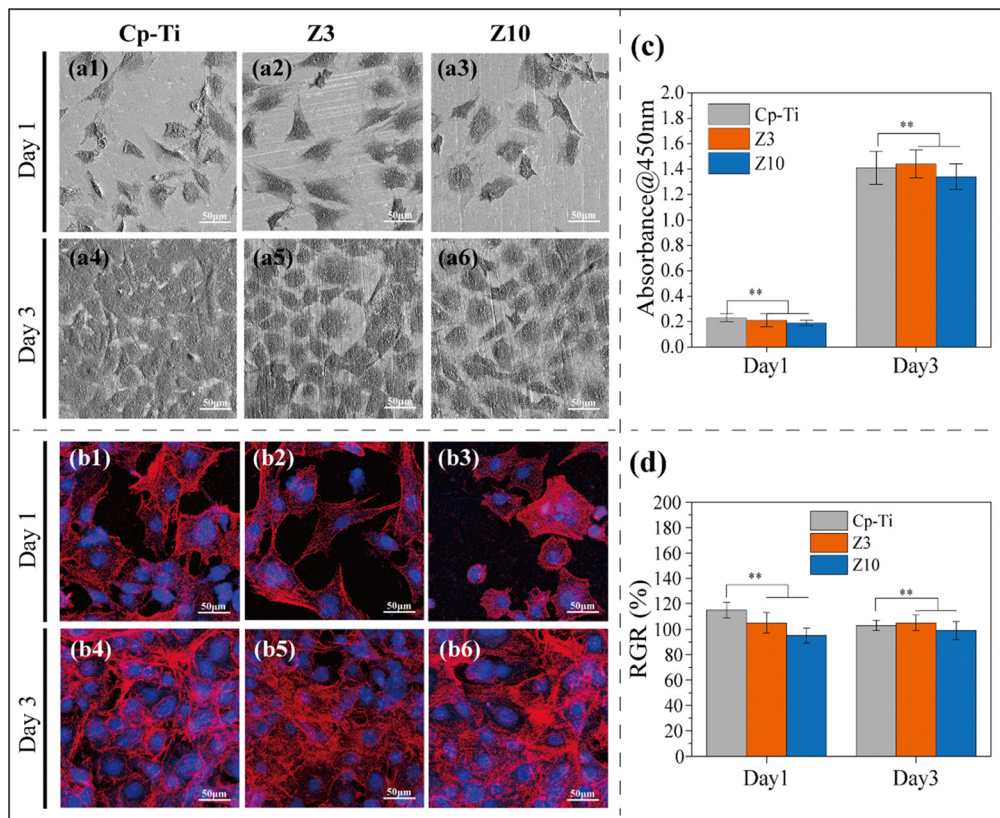 Cp-Ti Z3 Z10
Day 1
(a1) (a2) (a3)
50μm 50μm 50μm
Day 3
(a4) (a5) (a6)
50μm 50μm 50μm
Day 1
(b1) (b2) (b3)
50μm 50μm 50μm
Day 3
(b4) (b5) (b6)
50μm 50μm 50μm
(c)
Absorbance@450nm
2.0
1.8
1.6
1.4
1.2
1.0
0.8
0.6
0.4
0.2
0.0
Cp-Ti
Z3
Z10
**
**
Day1 Day3
(d)
RGR (%)
200
180
160
140
120
100
80
60
40
20
0
Cp-Ti
Z3
Z10
**
**
Day1 Day3